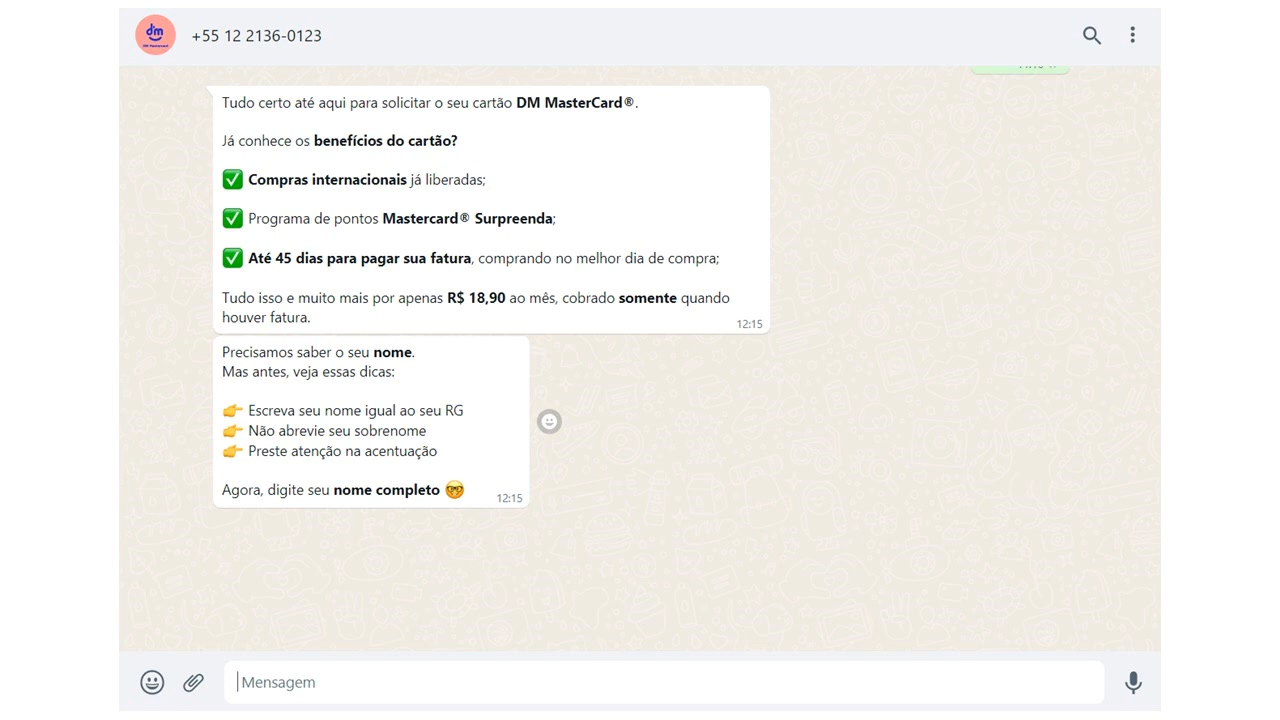 dm
+55 12 2136-0123
Tudo certo até aqui para solicitar o seu cartão DM MasterCard®.
Já conhece os benefícios do cartão?
✅ Compras internacionais já liberadas;
✅ Programa de pontos Mastercard® Surpreenda;
✅ Até 45 dias para pagar sua fatura, comprando no melhor dia de compra;
Tudo isso e muito mais por apenas R$ 18,90 ao mês, cobrado somente quando
houver fatura.
12:15
Precisamos saber o seu nome.
Mas antes, veja essas dicas:
👉 Escreva seu nome igual ao seu RG
👉 Não abrevie seu sobrenome
👉 Preste atenção na acentuação
Agora, digite seu nome completo 🤓
12:15
Mensagem